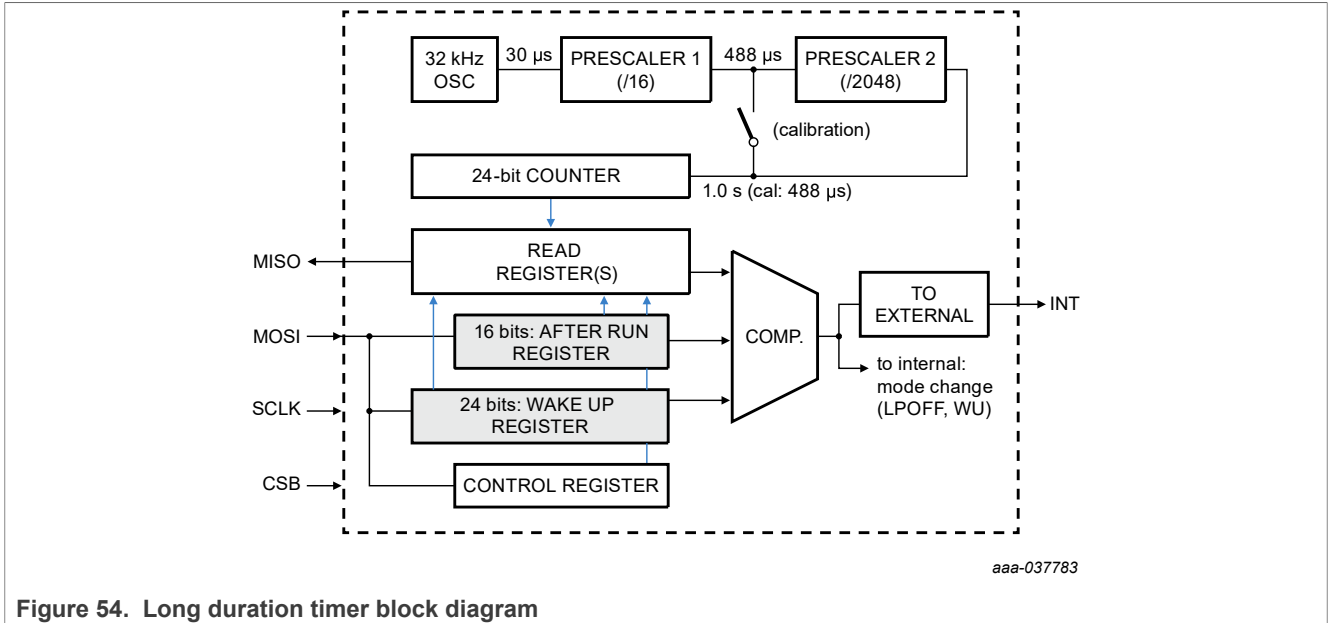 32 kHz
OSC
30 µs
PRESCALER 1
(/16)
488 µs
PRESCALER 2
(/2048)
(calibration)
24-bit COUNTER
1.0 s (cal: 488 µs)
MISO
READ
REGISTER(S)
TO
EXTERNAL
INT
MOSI
16 bits: AFTER RUN
REGISTER
COMP.
to internal:
mode change
(LPOFF, WU)
SCLK
24 bits: WAKE UP
REGISTER
CSB
CONTROL REGISTER
aaa-037783
Figure 54. Long duration timer block diagram